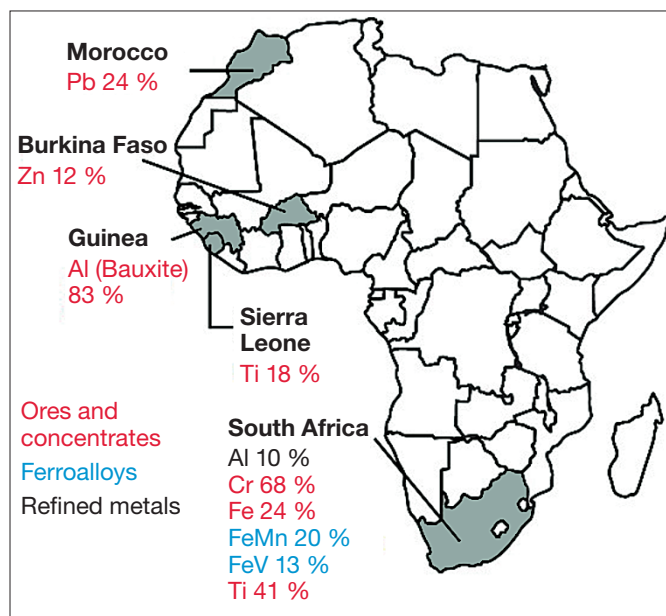 Morocco
Pb 24 %
Burkina Faso
Zn 12 %
Guinea
Al (Bauxite)
83 %
Sierra
Leone
Ti 18 %
Ores and
concentrates
Ferroalloys
Refined metals
South Africa
Al 10 %
Cr 68 %
Fe 24 %
FeMn 20 %
FeV 13 %
Ti 41 %